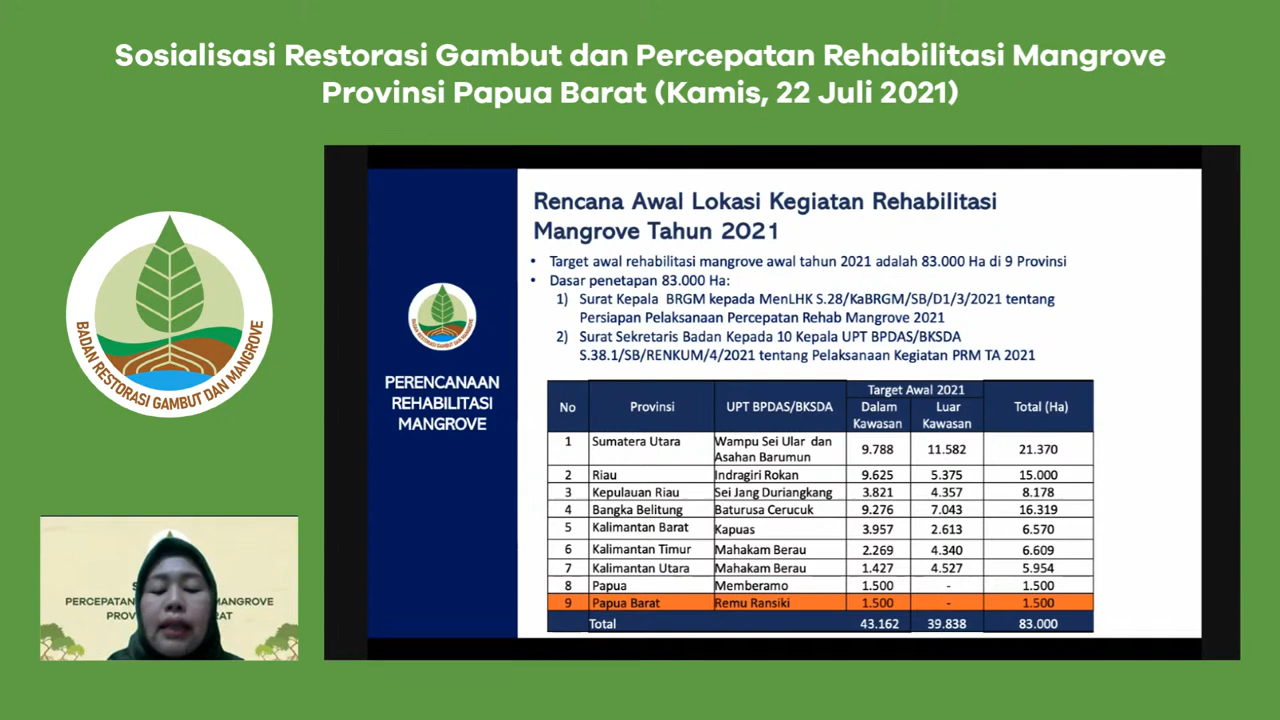 Sosialisasi Restorasi Gambut dan Percepatan Rehabilitasi Mangrove
Provinsi Papua Barat (Kamis, 22 Juli 2021)
BADAN RESTORASI GAMBUT DAN MANGROVE
PERENCANAAN
REHABILITASI
MANGROVE
Rencana Awal Lokasi Kegiatan Rehabilitasi
Mangrove Tahun 2021
• Target awal rehabilitasi mangrove awal tahun 2021 adalah 83.000 Ha di 9 Provinsi
• Dasar penetapan 83.000 Ha:
1) Surat Kepala BRGM kepada MenLHK S.28/KaBRGM/SB/D1/3/2021 tentang
Persiapan Pelaksanaan Percepatan Rehab Mangrove 2021
2) Surat Sekretaris Badan Kepada 10 Kepala UPT BPDAS/BKSDA
S.38.1/SB/RENKUM/4/2021 tentang Pelaksanaan Kegiatan PRM TA 2021
No Provinsi UPT BPDAS/BKSDA Target Awal 2021 Total (Ha)
Dalam Kawasan Luar Kawasan
1 Sumatera Utara Wampu Sei Ular dan Asahan Barumun 9.788 11.582 21.370
2 Riau Indragiri Rokan 9.625 5.375 15.000
3 Kepulauan Riau Sei Jang Duriangkang 3.821 4.357 8.178
4 Bangka Belitung Baturusa Cerucuk 9.276 7.043 16.319
5 Kalimantan Barat Kapuas 3.957 2.613 6.570
6 Kalimantan Timur Mahakam Berau 2.269 4.340 6.609
7 Kalimantan Utara Mahakam Berau 1.427 4.527 5.954
8 Papua Memberamo 1.500 - 1.500
9 Papua Barat Remu Ransiki 1.500 - 1.500
Total 43.162 39.838 83.000
PERCEPATAN MANGROVE